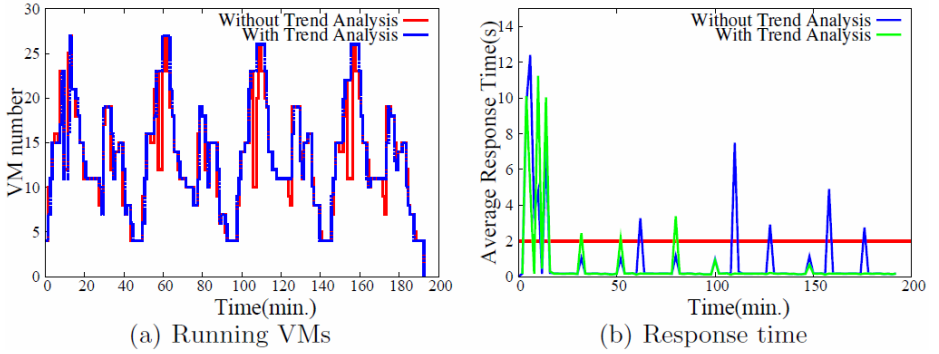 Without Trend Analysis
With Trend Analysis
30
25
20
15
10
5
0
VM number
0 20 40 60 80 100 120 140 160 180 200
Time(min.)
(a) Running VMs
Without Trend Analysis
With Trend Analysis
14
12
10
8
6
4
2
0
Average Response Time(s)
0 50 100 150 200
Time(min.)
(b) Response time